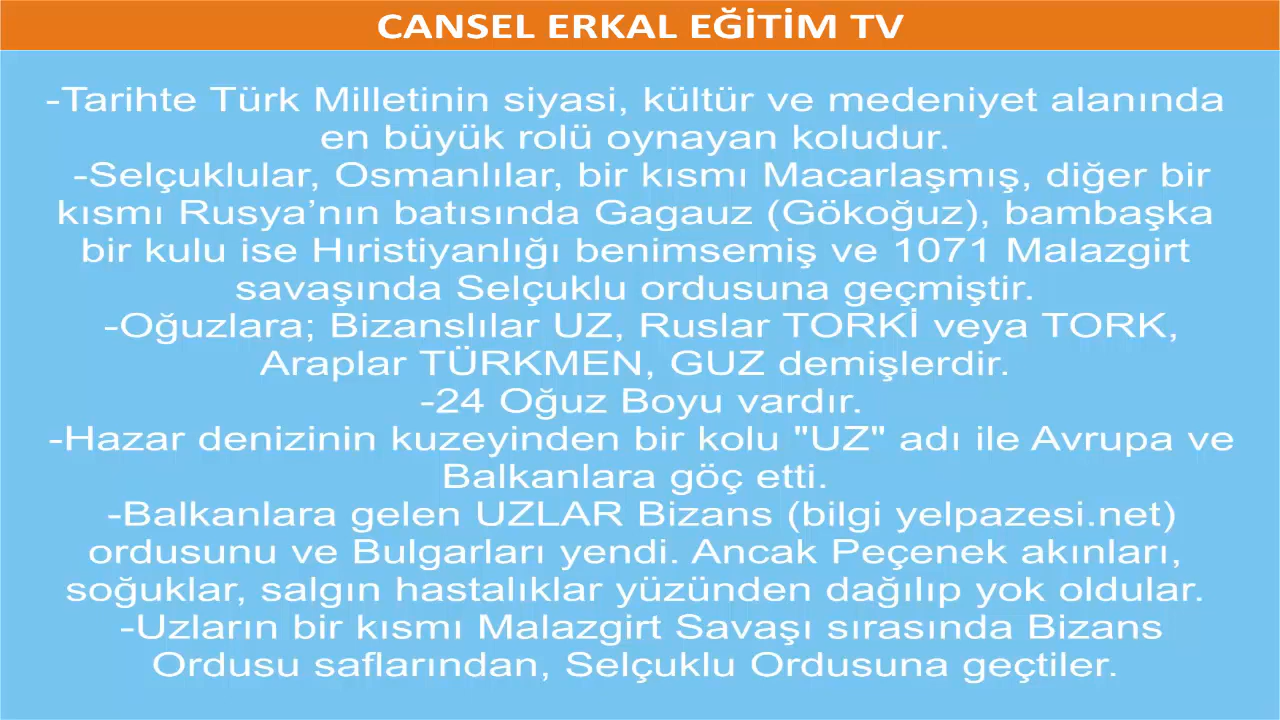 CANSEL ERKAL EĞİTİM TV
-Tarihte Türk Milletinin siyasi, kültür ve medeniyet alanında
en büyük rolü oynayan koludur.
-Selçuklular, Osmanlılar, bir kısmı Macarlaşmış, diğer bir
kısmı Rusya’nın batısında Gagauz (Gökoğuz), bambaşka
bir kulu ise Hıristiyanlığı benimsemiş ve 1071 Malazgirt
savaşında Selçuklu ordusuna geçmiştir.
-Oğuzlara; Bizanslılar UZ, Ruslar TORKİ veya TORK,
Araplar TÜRKMEN, GUZ demişlerdir.
-24 Oğuz Boyu vardır.
-Hazar denizinin kuzeyinden bir kolu "UZ" adı ile Avrupa ve
Balkanlara göç etti.
-Balkanlara gelen UZLAR Bizans (bilgi yelpazesi.net)
ordusunu ve Bulgarları yendi. Ancak Peçenek akınları,
soğuklar, salgın hastalıklar yüzünden dağılıp yok oldular.
-Uzların bir kısmı Malazgirt Savaşı sırasında Bizans
Ordusu saflarından, Selçuklu Ordusuna geçtiler.